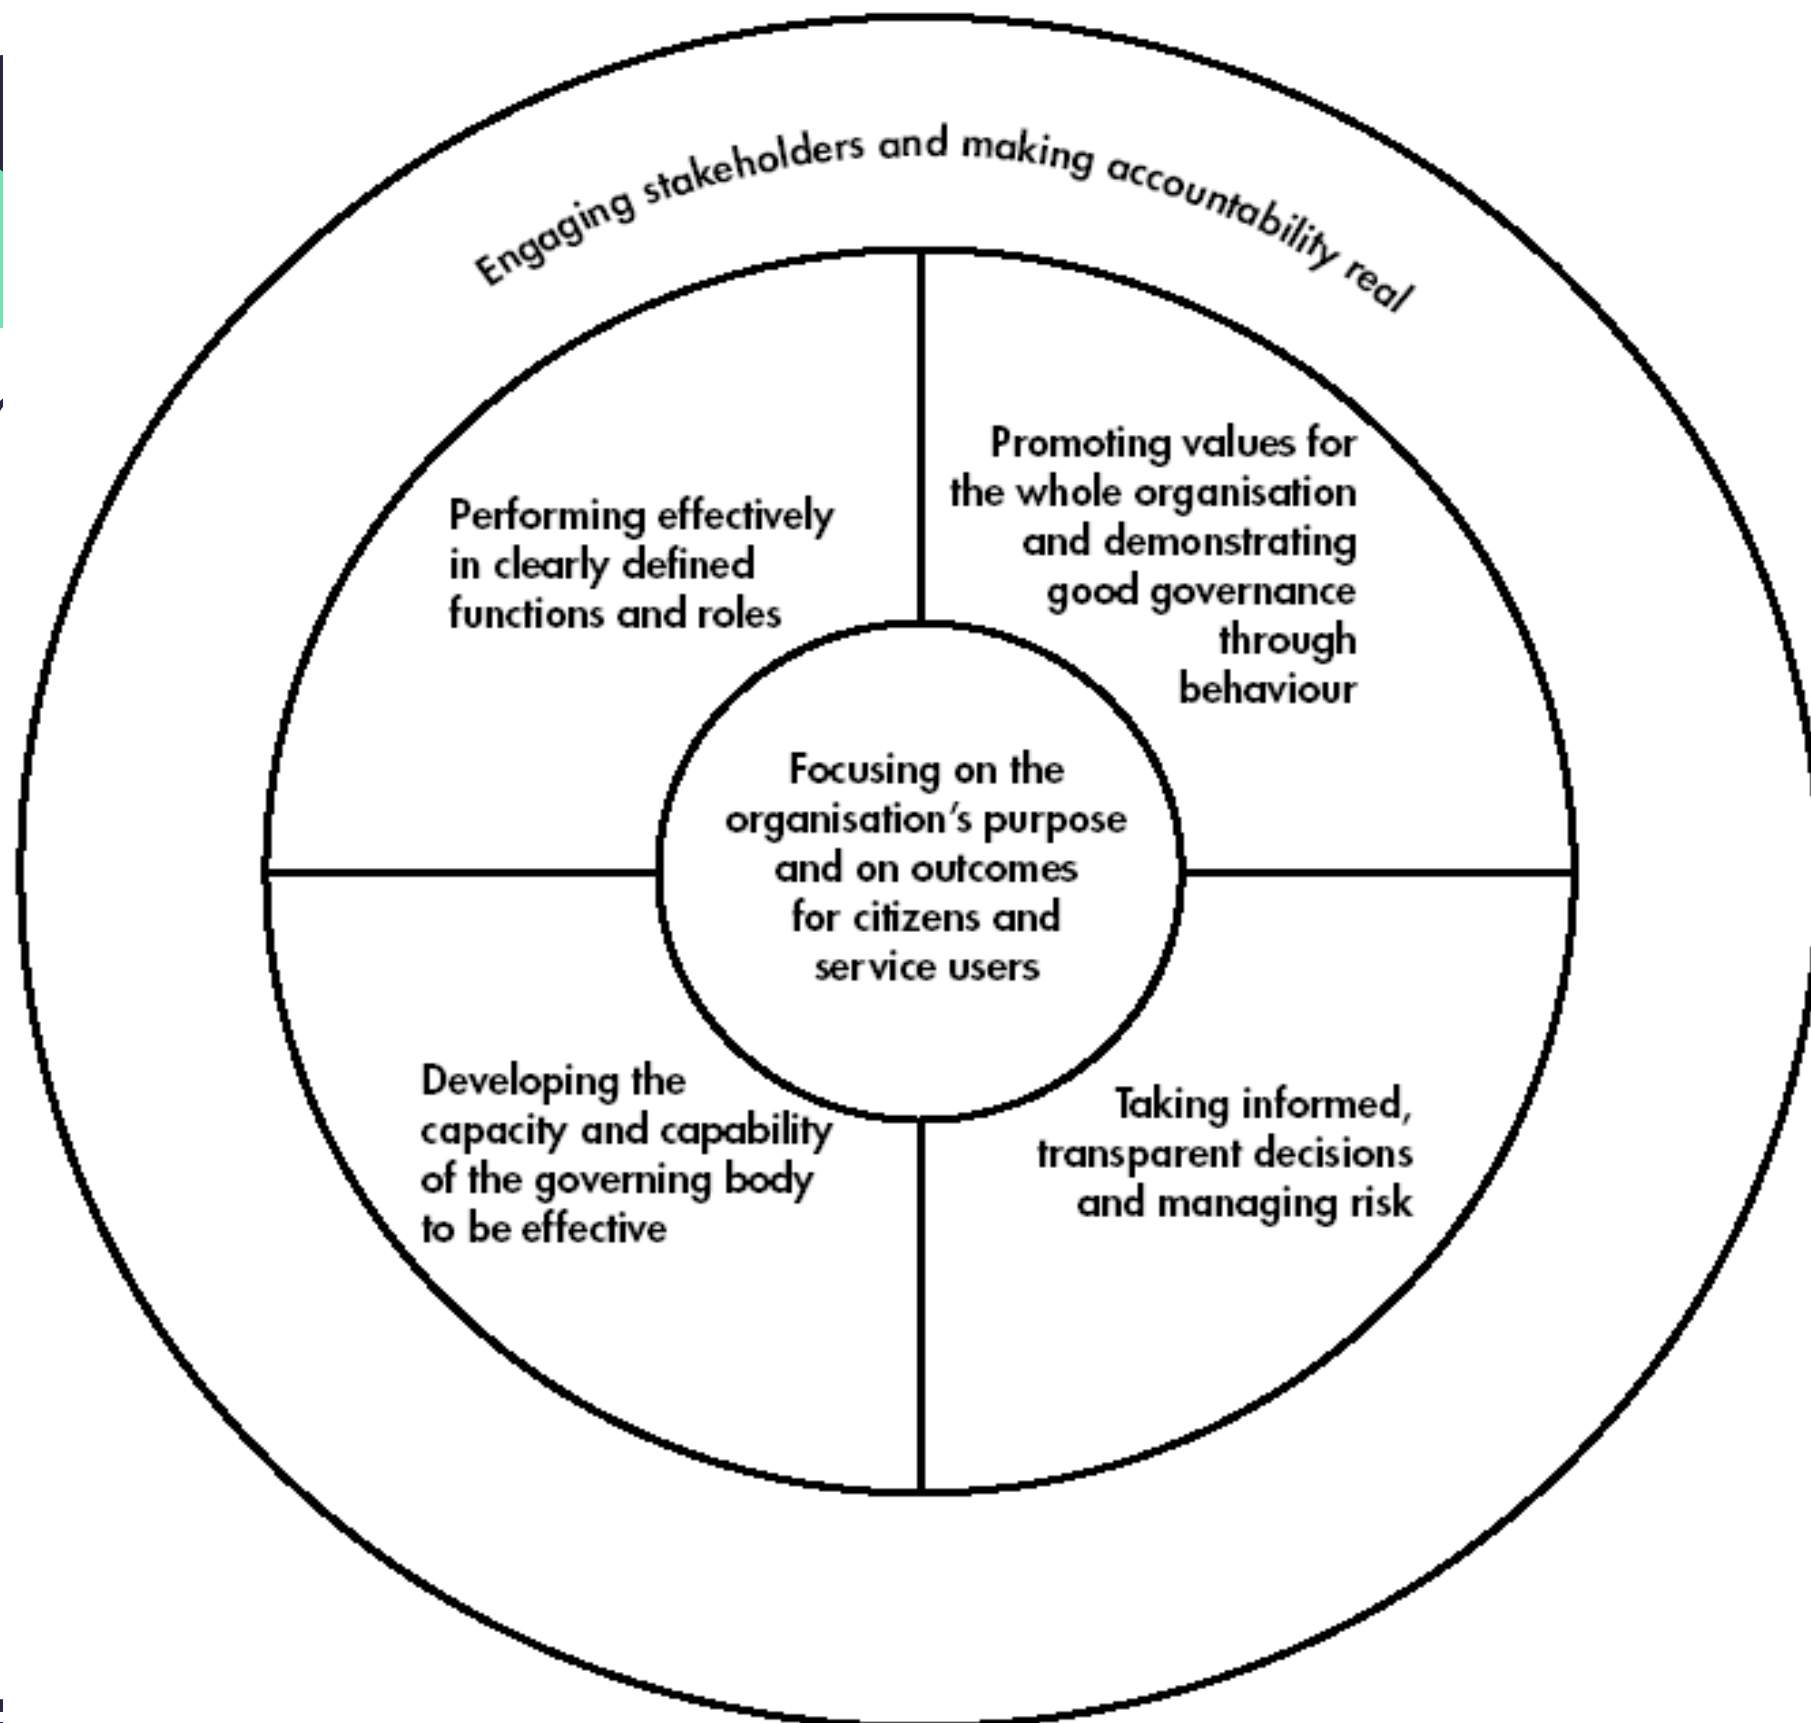 Engaging stakeholders and making accountability real
Performing effectively
in clearly defined
functions and roles
Promoting values for
the whole organisation
and demonstrating
good governance
through
behaviour
Focusing on the
organisation’s purpose
and on outcomes
for citizens and
service users
Developing the
capacity and capability
of the governing body
to be effective
Taking informed,
transparent decisions
and managing risk